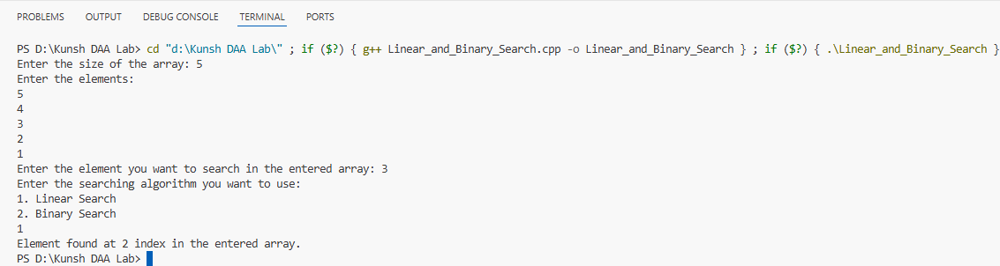 PROBLEMS OUTPUT DEBUG CONSOLE TERMINAL PORTS
PS D:\Kunsh DAA Lab> cd "d:\Kunsh DAA Lab\" ; if ($?) { g++ Linear_and_Binary_Search.cpp -o Linear_and_Binary_Search } ; if ($?) { .\Linear_and_Binary_Search }
Enter the size of the array: 5
Enter the elements:
5
4
3
2
1
Enter the element you want to search in the entered array: 3
Enter the searching algorithm you want to use:
1. Linear Search
2. Binary Search
1
Element found at 2 index in the entered array.
PS D:\Kunsh DAA Lab>